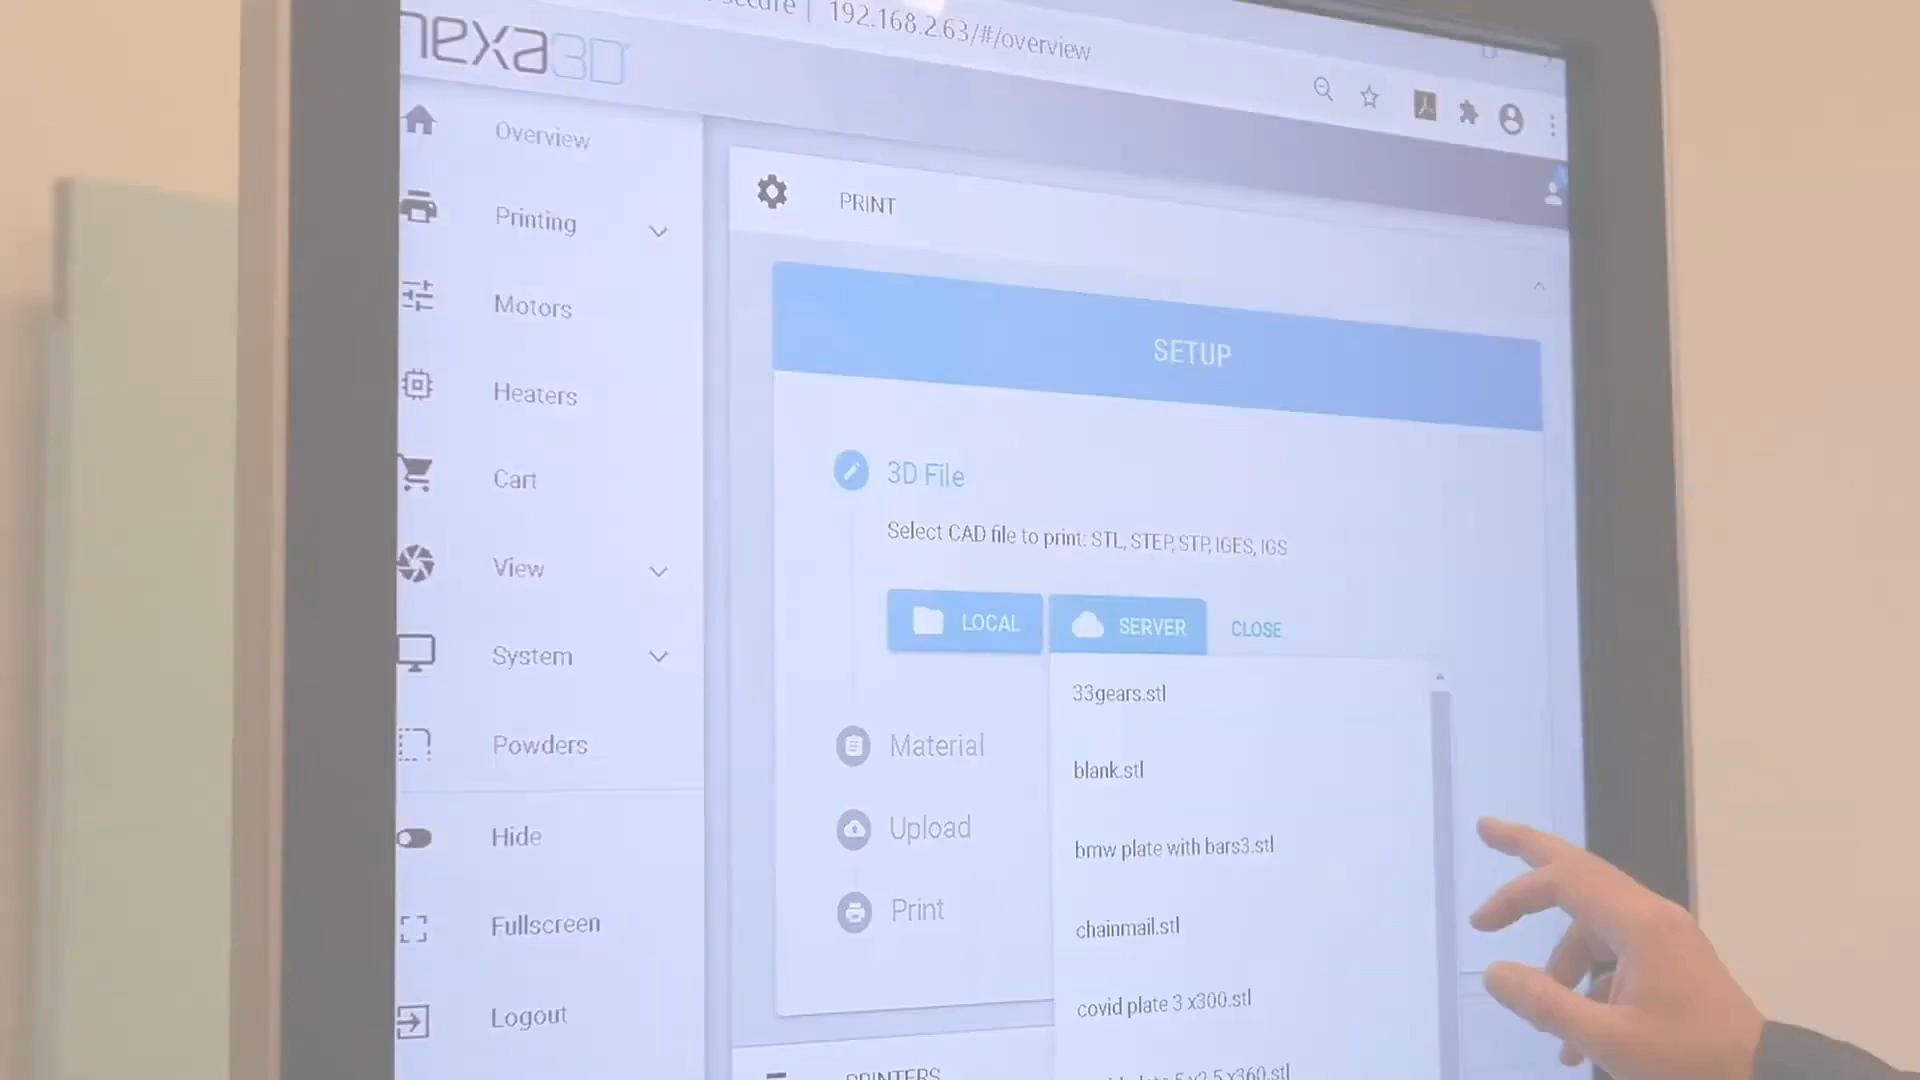 nexa3D
192.168.2.63/#/overview
Overview
Printing
Motors
Heaters
Cart
View
System
Powders
Hide
Fullscreen
Logout
PRINT
SETUP
3D File
Select CAD file to print: STL, STEP, STP, IGES, IGS
LOCAL
SERVER
CLOSE
33gears.stl
blank.stl
bmw plate with bars3.stl
chainmail.stl
covid plate 3 x300.stl
Material
Upload
Print
PRINTERS